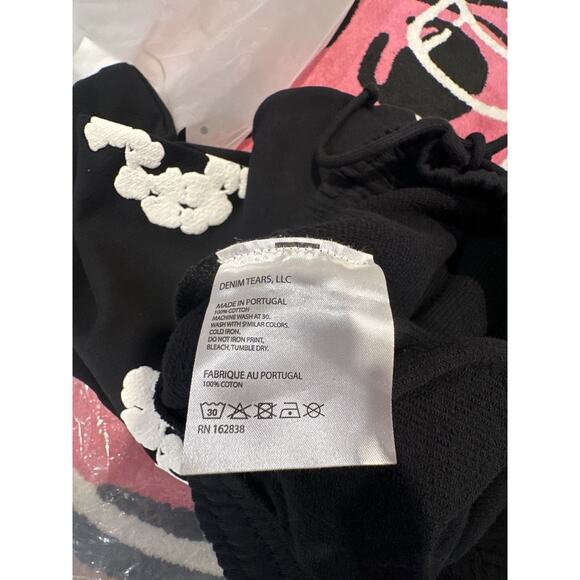 DENIM TEARS, LLC
MADE IN PORTUGAL
100% COTTON
MACHINE WASH AT 30.
WASH WITH SIMILAR COLORS.
COLD IRON.
DO NOT IRON PRINT,
BLEACH, TUMBLE DRY.
FABRIQUE AU PORTUGAL
100% COTON
30
RN 162838